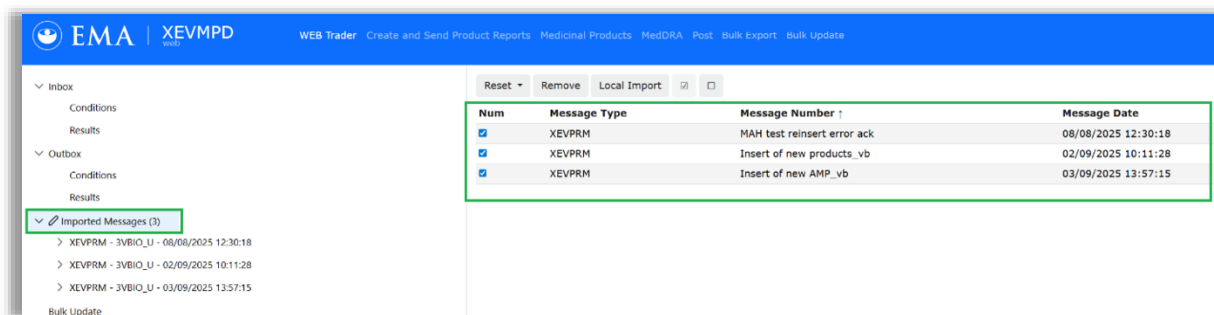 EMA | XEVMPD
web
WEB Trader Create and Send Product Reports Medicinal Products MedDRA Post Bulk Export Bulk Update
Inbox
Conditions
Results
Outbox
Conditions
Results
Imported Messages (3)
XEVPRM - 3VBIO_U - 08/08/2025 12:30:18
XEVPRM - 3VBIO_U - 02/09/2025 10:11:28
XEVPRM - 3VBIO_U - 03/09/2025 13:57:15
Bulk Update
Reset Remove Local Import
Num Message Type Message Number ↑ Message Date
XEVPRM MAH test reinsert error ack 08/08/2025 12:30:18
XEVPRM Insert of new products_vb 02/09/2025 10:11:28
XEVPRM Insert of new AMP_vb 03/09/2025 13:57:15